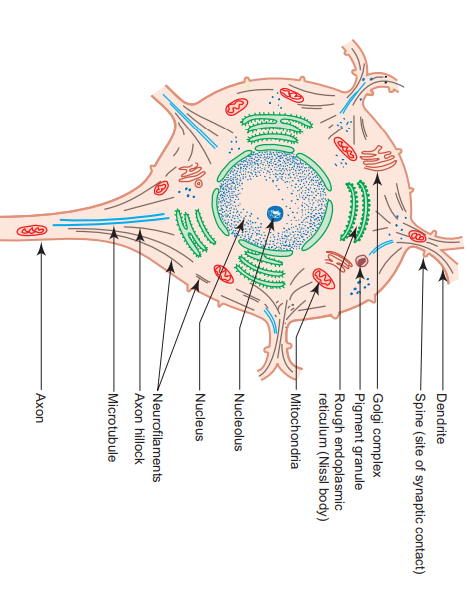 Dendrite
Spine (site of synaptic contact)
Golgi complex
Pigment granule
Rough endoplasmic
reticulum (Nissl body)
Mitochondria
Nucleolus
Nucleus
Neurofilaments
Axon hillock
Microtubule
Axon